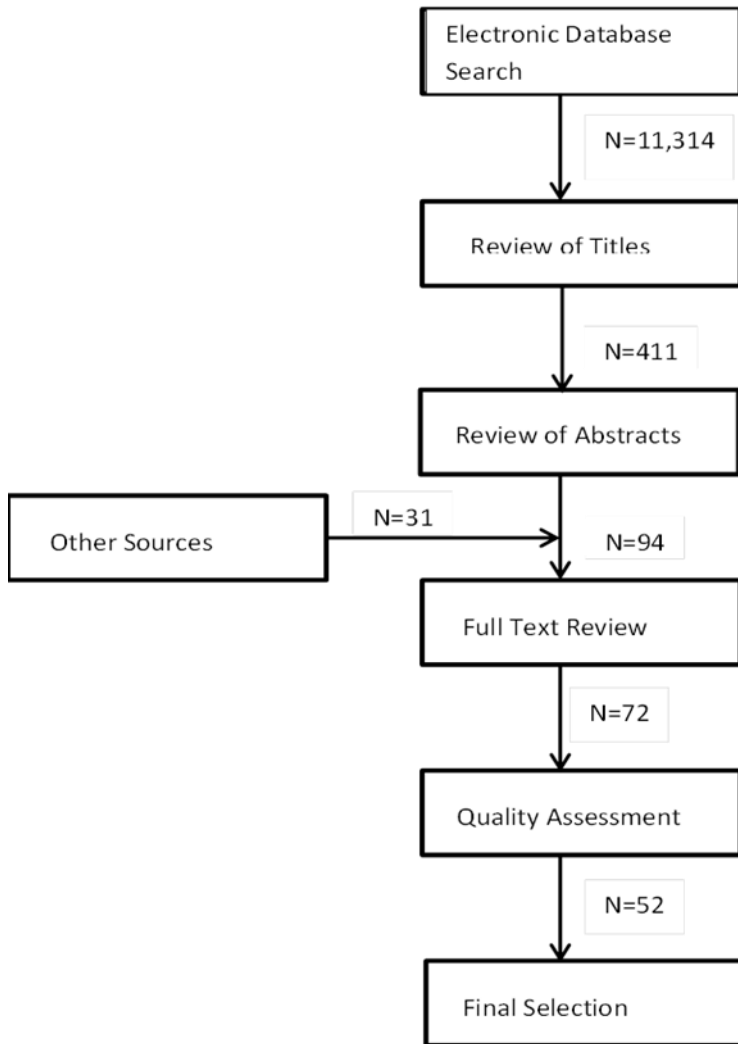 Electronic Database
Search
N=11,314
Review of Titles
N=411
Review of Abstracts
N=31
Other Sources
N=94
Full Text Review
N=72
Quality Assessment
N=52
Final Selection